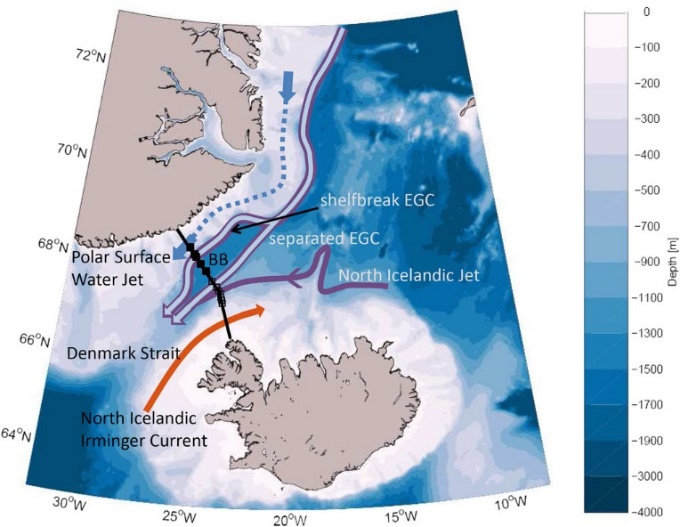 72°N
70°N
68°N
66°N
64°N
30°W
25°W
20°W
15°W
10°W
shelfbreak EGC
separated EGC
BB
Polar Surface
Water Jet
North Icelandic Jet
Denmark Strait
North Icelandic
Irminger Current
0
−100
−200
−300
−400
−500
−700
−900
−1100
−1300
−1500
−1700
−1900
−3000
−4000
Depth [m]